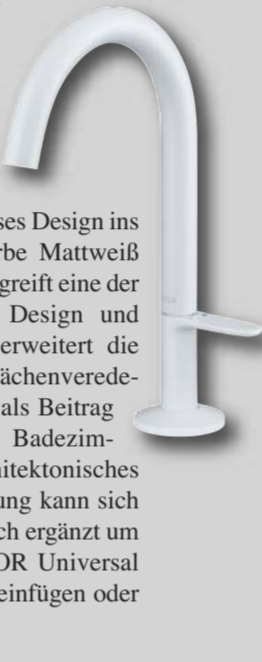 ses Design ins
rbe Mattweiß
greift eine der
Design und
erweitert die
ächenverede-
als Beitrag
Badezim-
hitektonisches
ung kann sich
ch ergänzt um
OR Universal
einfügen oder